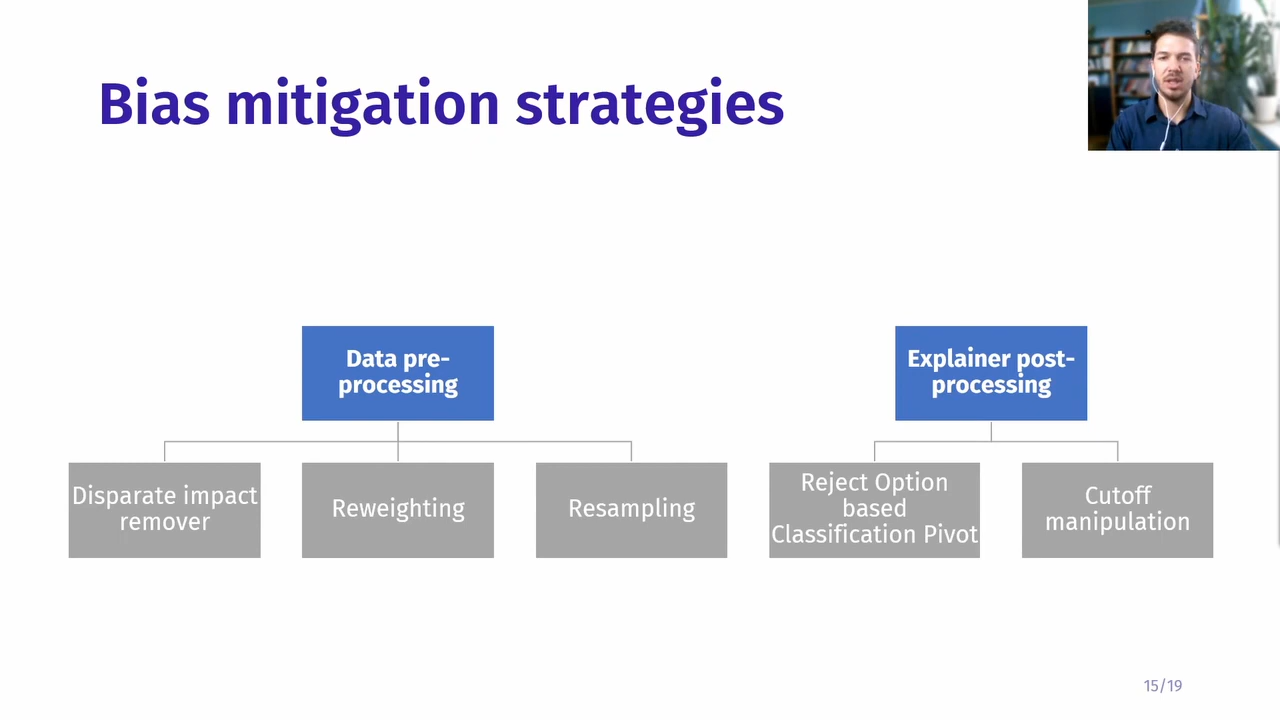 Bias mitigation strategies
Data pre-
processing
Explainer post-
processing
Disparate impact
remover
Reweighting
Resampling
Reject Option
based
Classification Pivot
Cutoff
manipulation
15/19